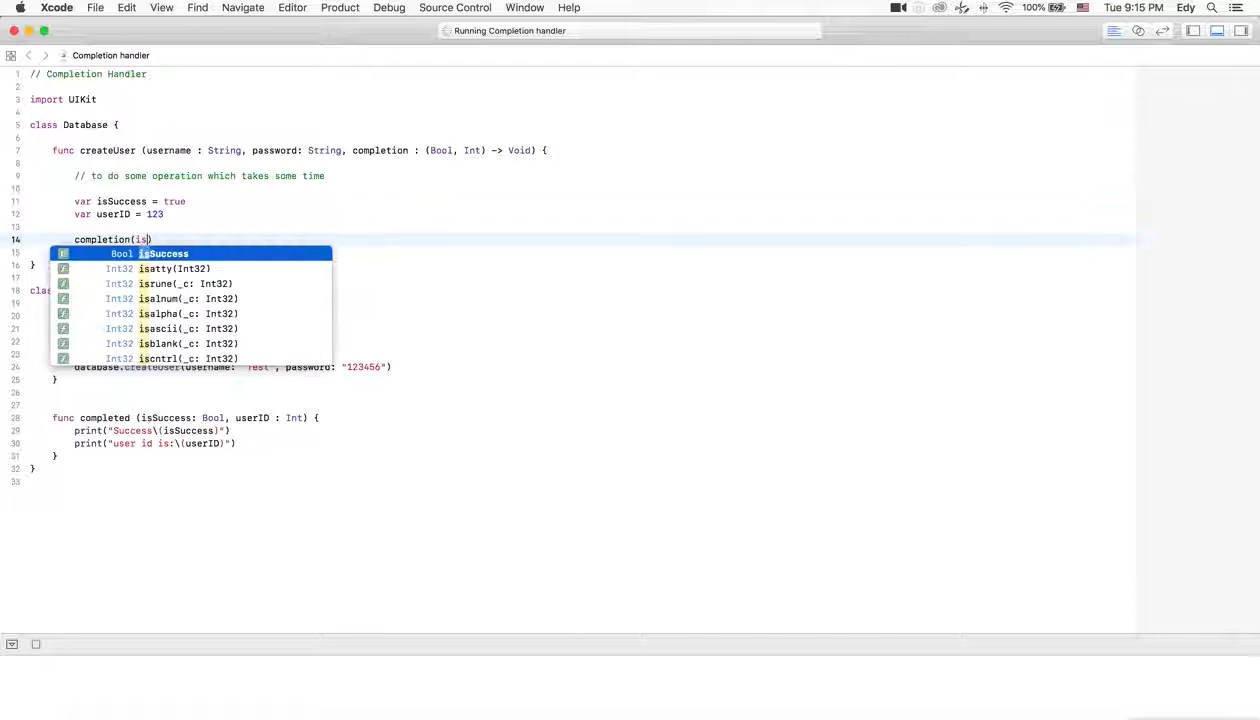 Xcode File Edit View Find Navigate Editor Product Debug Source Control Window Help 100% Tue 9:15 PM Edy
Running Completion handler
Completion handler
1 // Completion Handler
2
3 import UIKit
4
5 class Database {
6
7 func createUser (username : String, password: String, completion : (Bool, Int) -> Void) {
8
9 // to do some operation which takes some time
10
11 var isSuccess = true
12 var userID = 123
13
14 completion(is)
15 Bool isSuccess
16 }
Int32 isatty(Int32)
17
Int32 isrune(_c: Int32)
18 clas
19 Int32 isalnum(_c: Int32)
20 Int32 isalpha(_c: Int32)
21 Int32 isascii(_c: Int32)
22 Int32 isblank(_c: Int32)
23 Int32 iscntrl(_c: Int32)
24 database.createUser(username: "Test", password: "123456")
25 }
26
27
28 func completed (isSuccess: Bool, userID : Int) {
29 print("Success\(isSuccess)")
30 print("user id is:\(userID)")
31 }
32 }
33